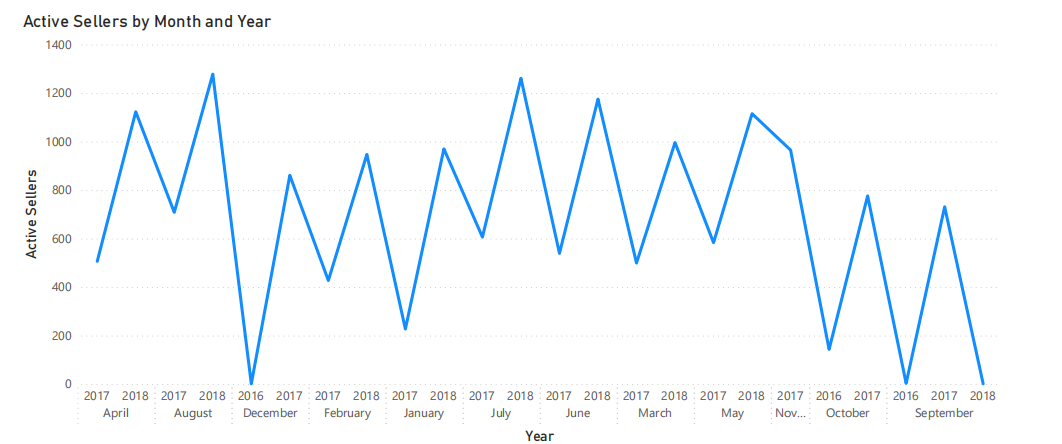 Active Sellers by Month and Year
1400
1200
1000
800
600
400
200
0
Active Sellers
2017 2018 2017 2018 2016 2017 2017 2018 2017 2018 2017 2018 2017 2018 2017 2018 2017 2018 2017 2016 2017 2016 2017 2018
April August December February January July June March May Nov... October September
Year